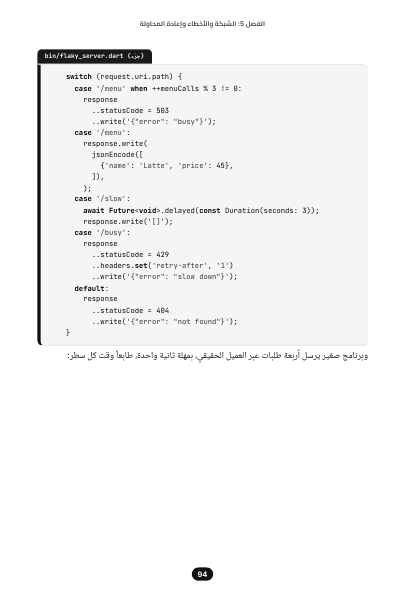 الفصل 5: الشبكة والأخطاء وإعادة المحاولة
bin/flaky_server.dart (جزء)
switch (request.uri.path) {
  case '/menu' when ++menuCalls % 3 != 0:
    response
      ..statusCode = 503
      ..write('{"error": "busy"}');
  case '/menu':
    response.write(
      jsonEncode([
        {'name': 'Latte', 'price': 45},
      ]),
    );
  case '/slow':
    await Future<void>.delayed(const Duration(seconds: 3));
    response.write('[]');
  case '/busy':
    response
      ..statusCode = 429
      ..headers.set('retry-after', '1')
      ..write('{"error": "slow down"}');
  default:
    response
      ..statusCode = 404
      ..write('{"error": "not found"}');
}
وبرنامج صغير يرسل أربعة طلبات عبر العميل الحقيقي، بمهلة ثانية واحدة، طابعاً وقت كل سطر:
94